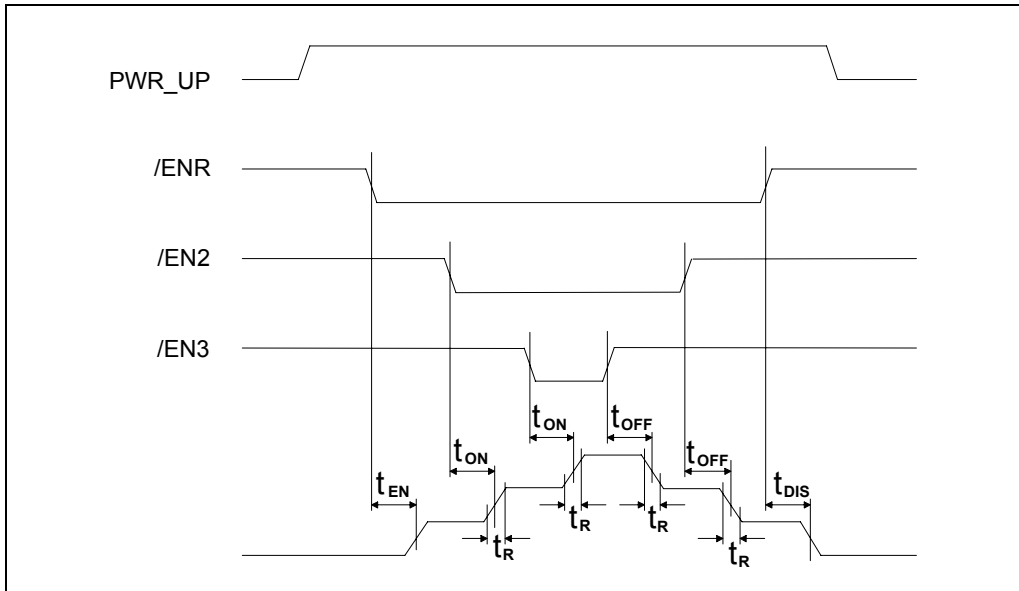 PWR_UP
/ENR
/EN2
/EN3
tON
tOFF
tON
tOFF
tEN
tDIS
tR
tR
tR
tR